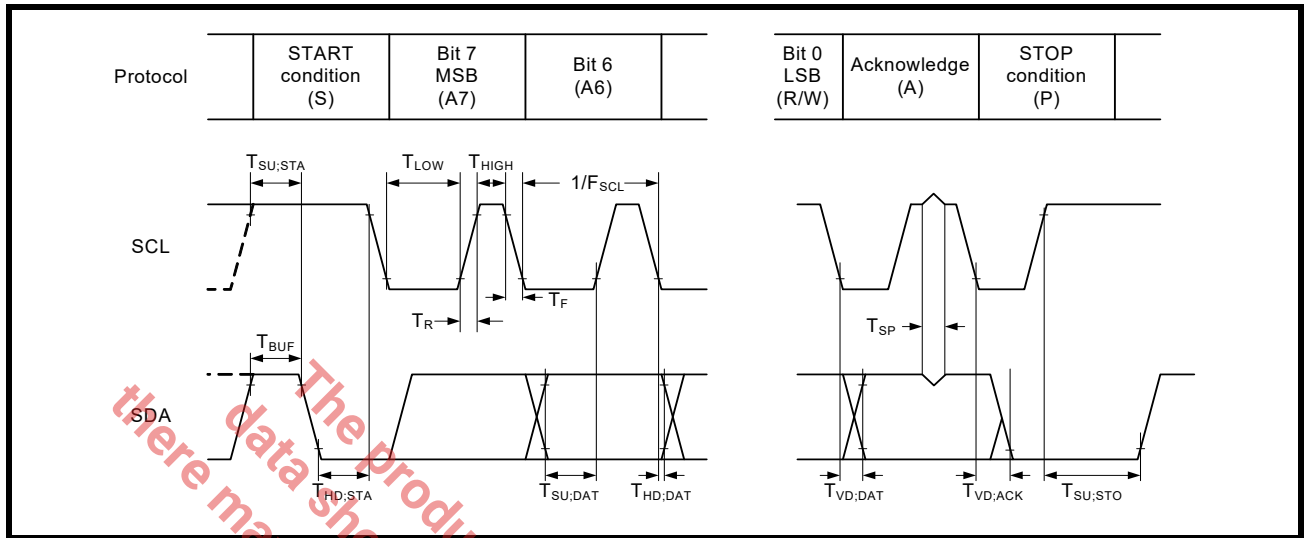 Protocol
START
condition
(S)
Bit 7
MSB
(A7)
Bit 6
(A6)
Bit 0
LSB
(R/W)
Acknowledge
(A)
STOP
condition
(P)
TSU;STA
TLOW
THIGH
1/FSCL
SCL
TR
TF
TSP
TBUF
SDA
THD;STA
TSU;DAT
THD;DAT
TVD;DAT
TVD;ACK
TSU;STO
The produ
data she
there ma